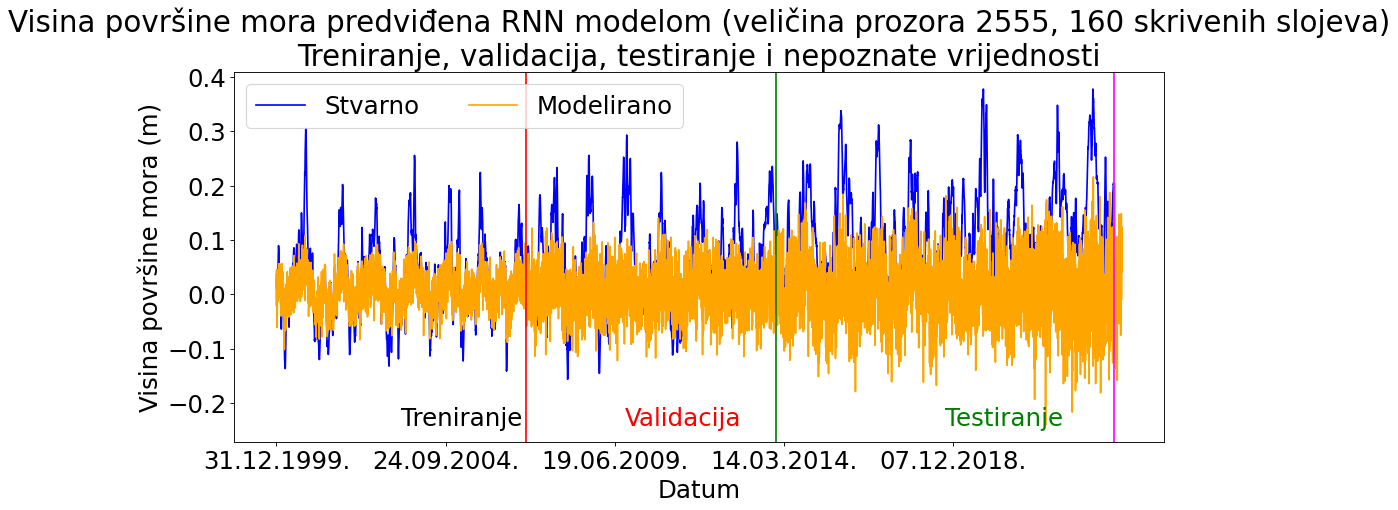 Visina površine mora predviđena RNN modelom (veličina prozora 2555, 160 skrivenih slojeva)
Treniranje, validacija, testiranje i nepoznate vrijednosti
Stvarno
Modelirano
Visina površine mora (m)
0.4
0.3
0.2
0.1
0.0
−0.1
−0.2
Treniranje
Validacija
Testiranje
31.12.1999.
24.09.2004.
19.06.2009.
14.03.2014.
07.12.2018.
Datum